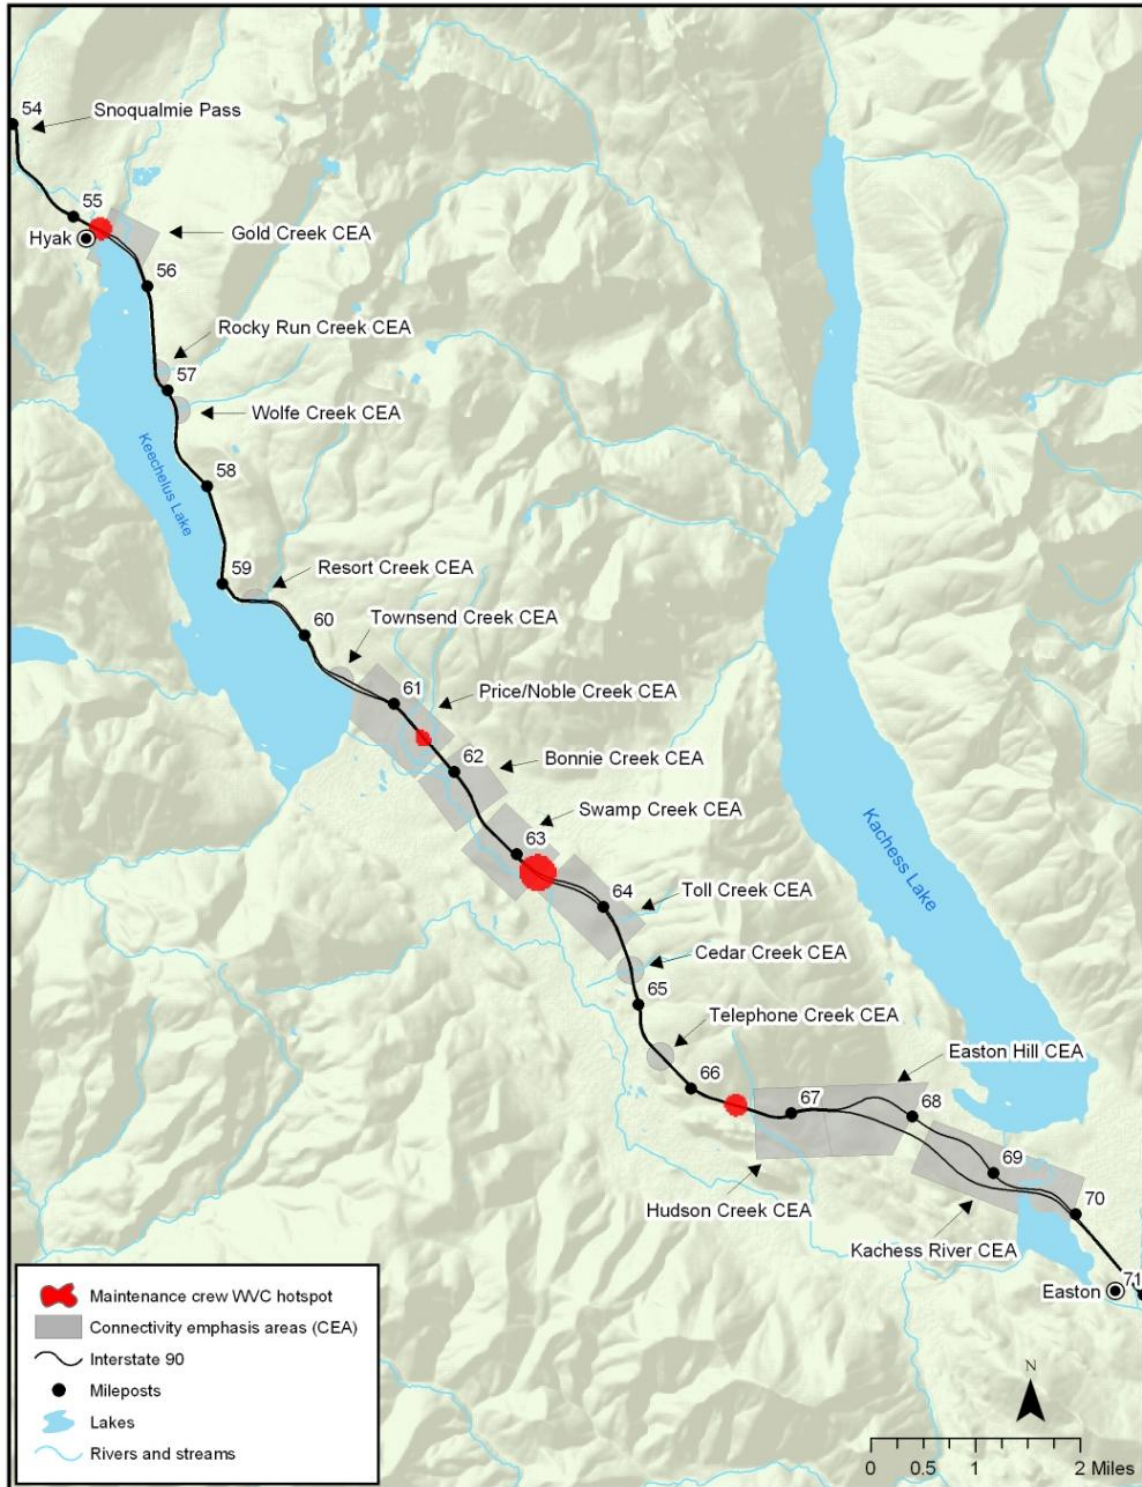 54
Snoqualmie Pass
55
Hyak
Gold Creek CEA
56
Rocky Run Creek CEA
57
Wolfe Creek CEA
Keechelus Lake
58
59
Resort Creek CEA
60
Townsend Creek CEA
61
Price/Noble Creek CEA
62
Bonnie Creek CEA
Swamp Creek CEA
63
Kachess Lake
64
Toll Creek CEA
Cedar Creek CEA
65
Telephone Creek CEA
Easton Hill CEA
66
67
68
69
Hudson Creek CEA
70
Kachess River CEA
71
Easton
Maintenance crew WVC hotspot
Connectivity emphasis areas (CEA)
Interstate 90
Mileposts
Lakes
Rivers and streams
N
0 0.5 1 2 Miles